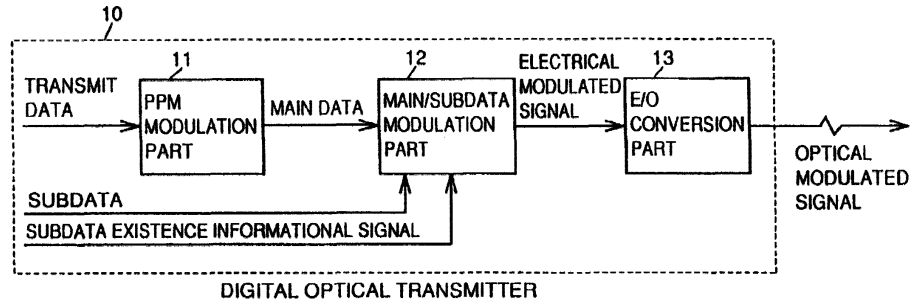 10
11
12
13
TRANSMIT
DATA
PPM
MODULATION
PART
MAIN DATA
MAIN/SUBDATA
MODULATION
PART
ELECTRICAL
MODULATED
SIGNAL
E/O
CONVERSION
PART
OPTICAL
MODULATED
SIGNAL
SUBDATA
SUBDATA EXISTENCE INFORMATIONAL SIGNAL
DIGITAL OPTICAL TRANSMITTER